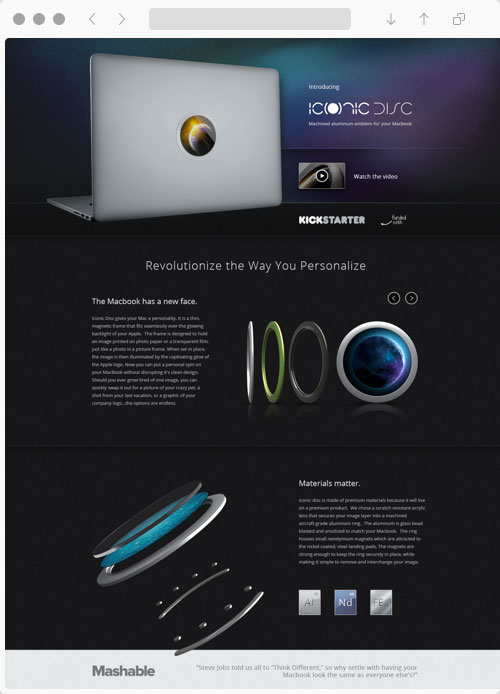 Introducing
ICONIC DISC
Machined aluminum emblem for your Macbook
Watch the video
KICKSTARTER
funded with
Revolutionize the Way You Personalize
The Macbook has a new face.
Iconic Disc gives your Mac a personality. It is a thin,
magnetic frame that fits seamlessly over the glowing
backlight of your Apple. The frame is designed to hold
an image printed on photo paper or a transparent film,
just like a photo in a picture frame. When set in place,
the image is then illuminated by the captivating glow of
the Apple logo. Now you can put a personal spin on
your MacBook without disrupting it's clean design.
Should you ever grow tired of one image, you can
quickly swap it out for a picture of your crazy pet, a
shot from your last vacation, or a graphic of your
company logo...the options are endless.
Materials matter.
Iconic disc is made of premium materials because it will live
on a premium product. We chose a scratch resistant acrylic
lens that secures your image layer into a machined
aircraft-grade aluminum ring. The aluminum is glass bead
blasted and anodized to match your Macbook. The ring
houses small neodymium magnets which are attracted to
the nickel-coated, steel landing pads. The magnets are
strong enough to keep the ring securely in place, while
making it simple to remove and interchange your image.
Al
Nd
FE
Mashable
"Steve Jobs told us all to "Think Different," so why settle with having your
Macbook look the same as everyone else's?"